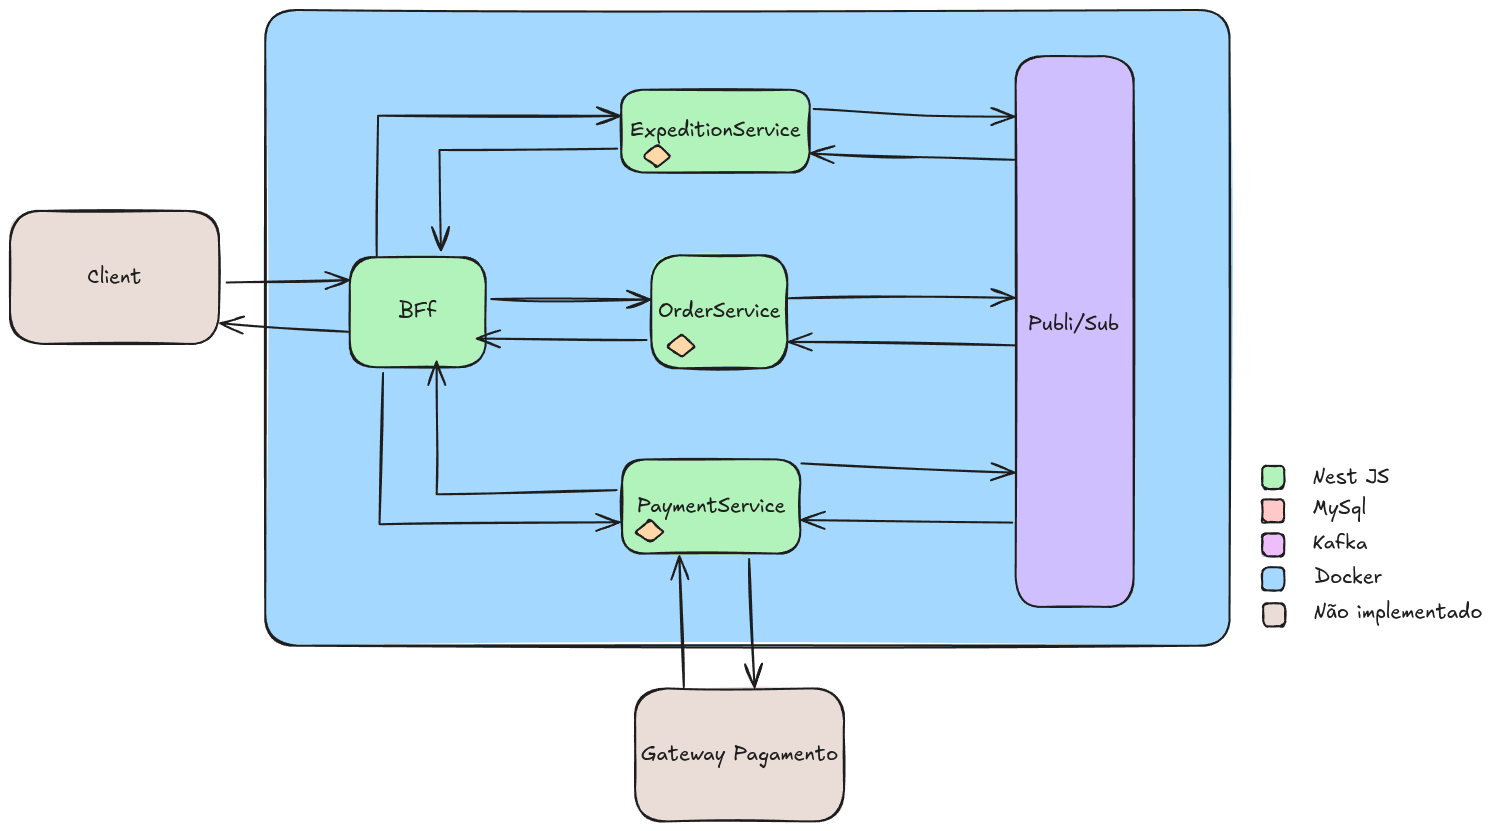 ExpeditionService
Client
BFf
OrderService
Publi/Sub
PaymentService
Gateway Pagamento
Nest JS
MySql
Kafka
Docker
Não implementado